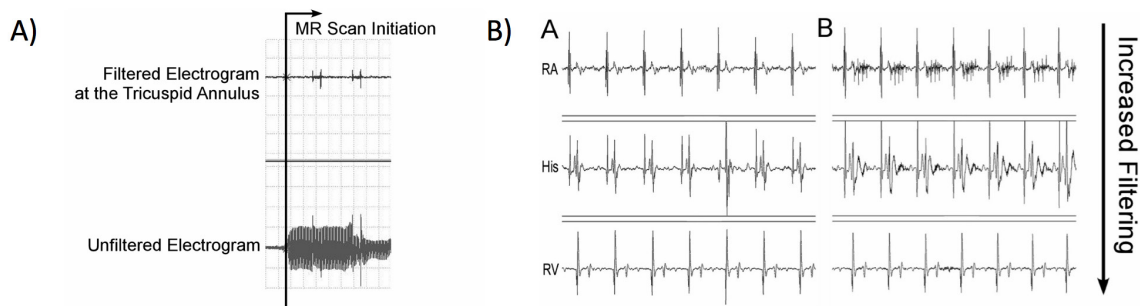 A)
MR Scan Initiation
Filtered Electrogram
at the Tricuspid Annulus
Unfiltered Electrogram
B)
A
B
RA
His
RV
Increased Filtering